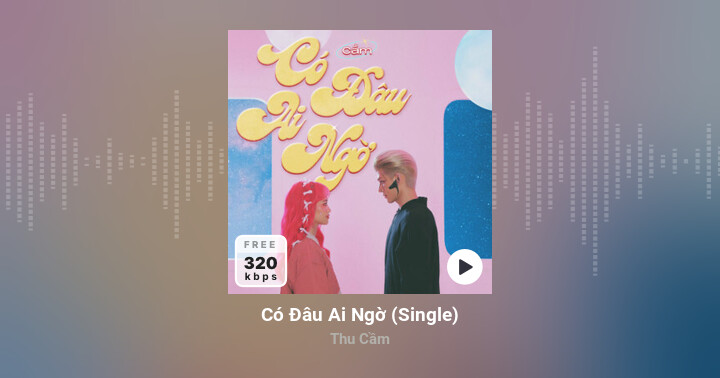 cầm
Có
Đâu
Ai
Ngờ
FREE
320
kbps
Có Đâu Ai Ngờ (Single)
Thu Cầm